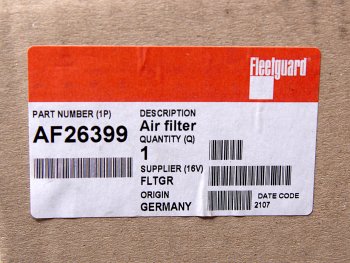 Fleetguard
PART NUMBER (1P)
AF26399
DESCRIPTION
Air filter
QUANTITY (Q)
1
SUPPLIER (16V)
FLTGR
ORIGIN
GERMANY
DATE CODE
2107